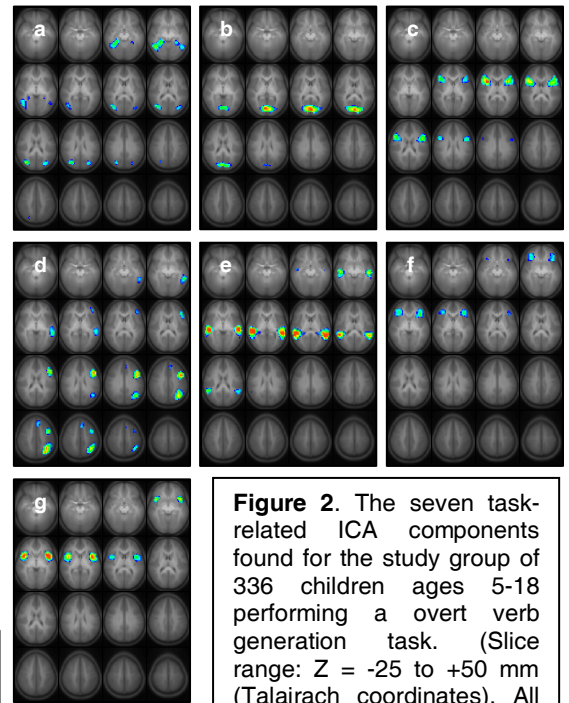 a
b
c
d
e
f
g
Figure 2. The seven task-
related ICA components
found for the study group of
336 children ages 5-18
performing a overt verb
generation task. (Slice
range: Z = -25 to +50 mm
(Talairach coordinates). All